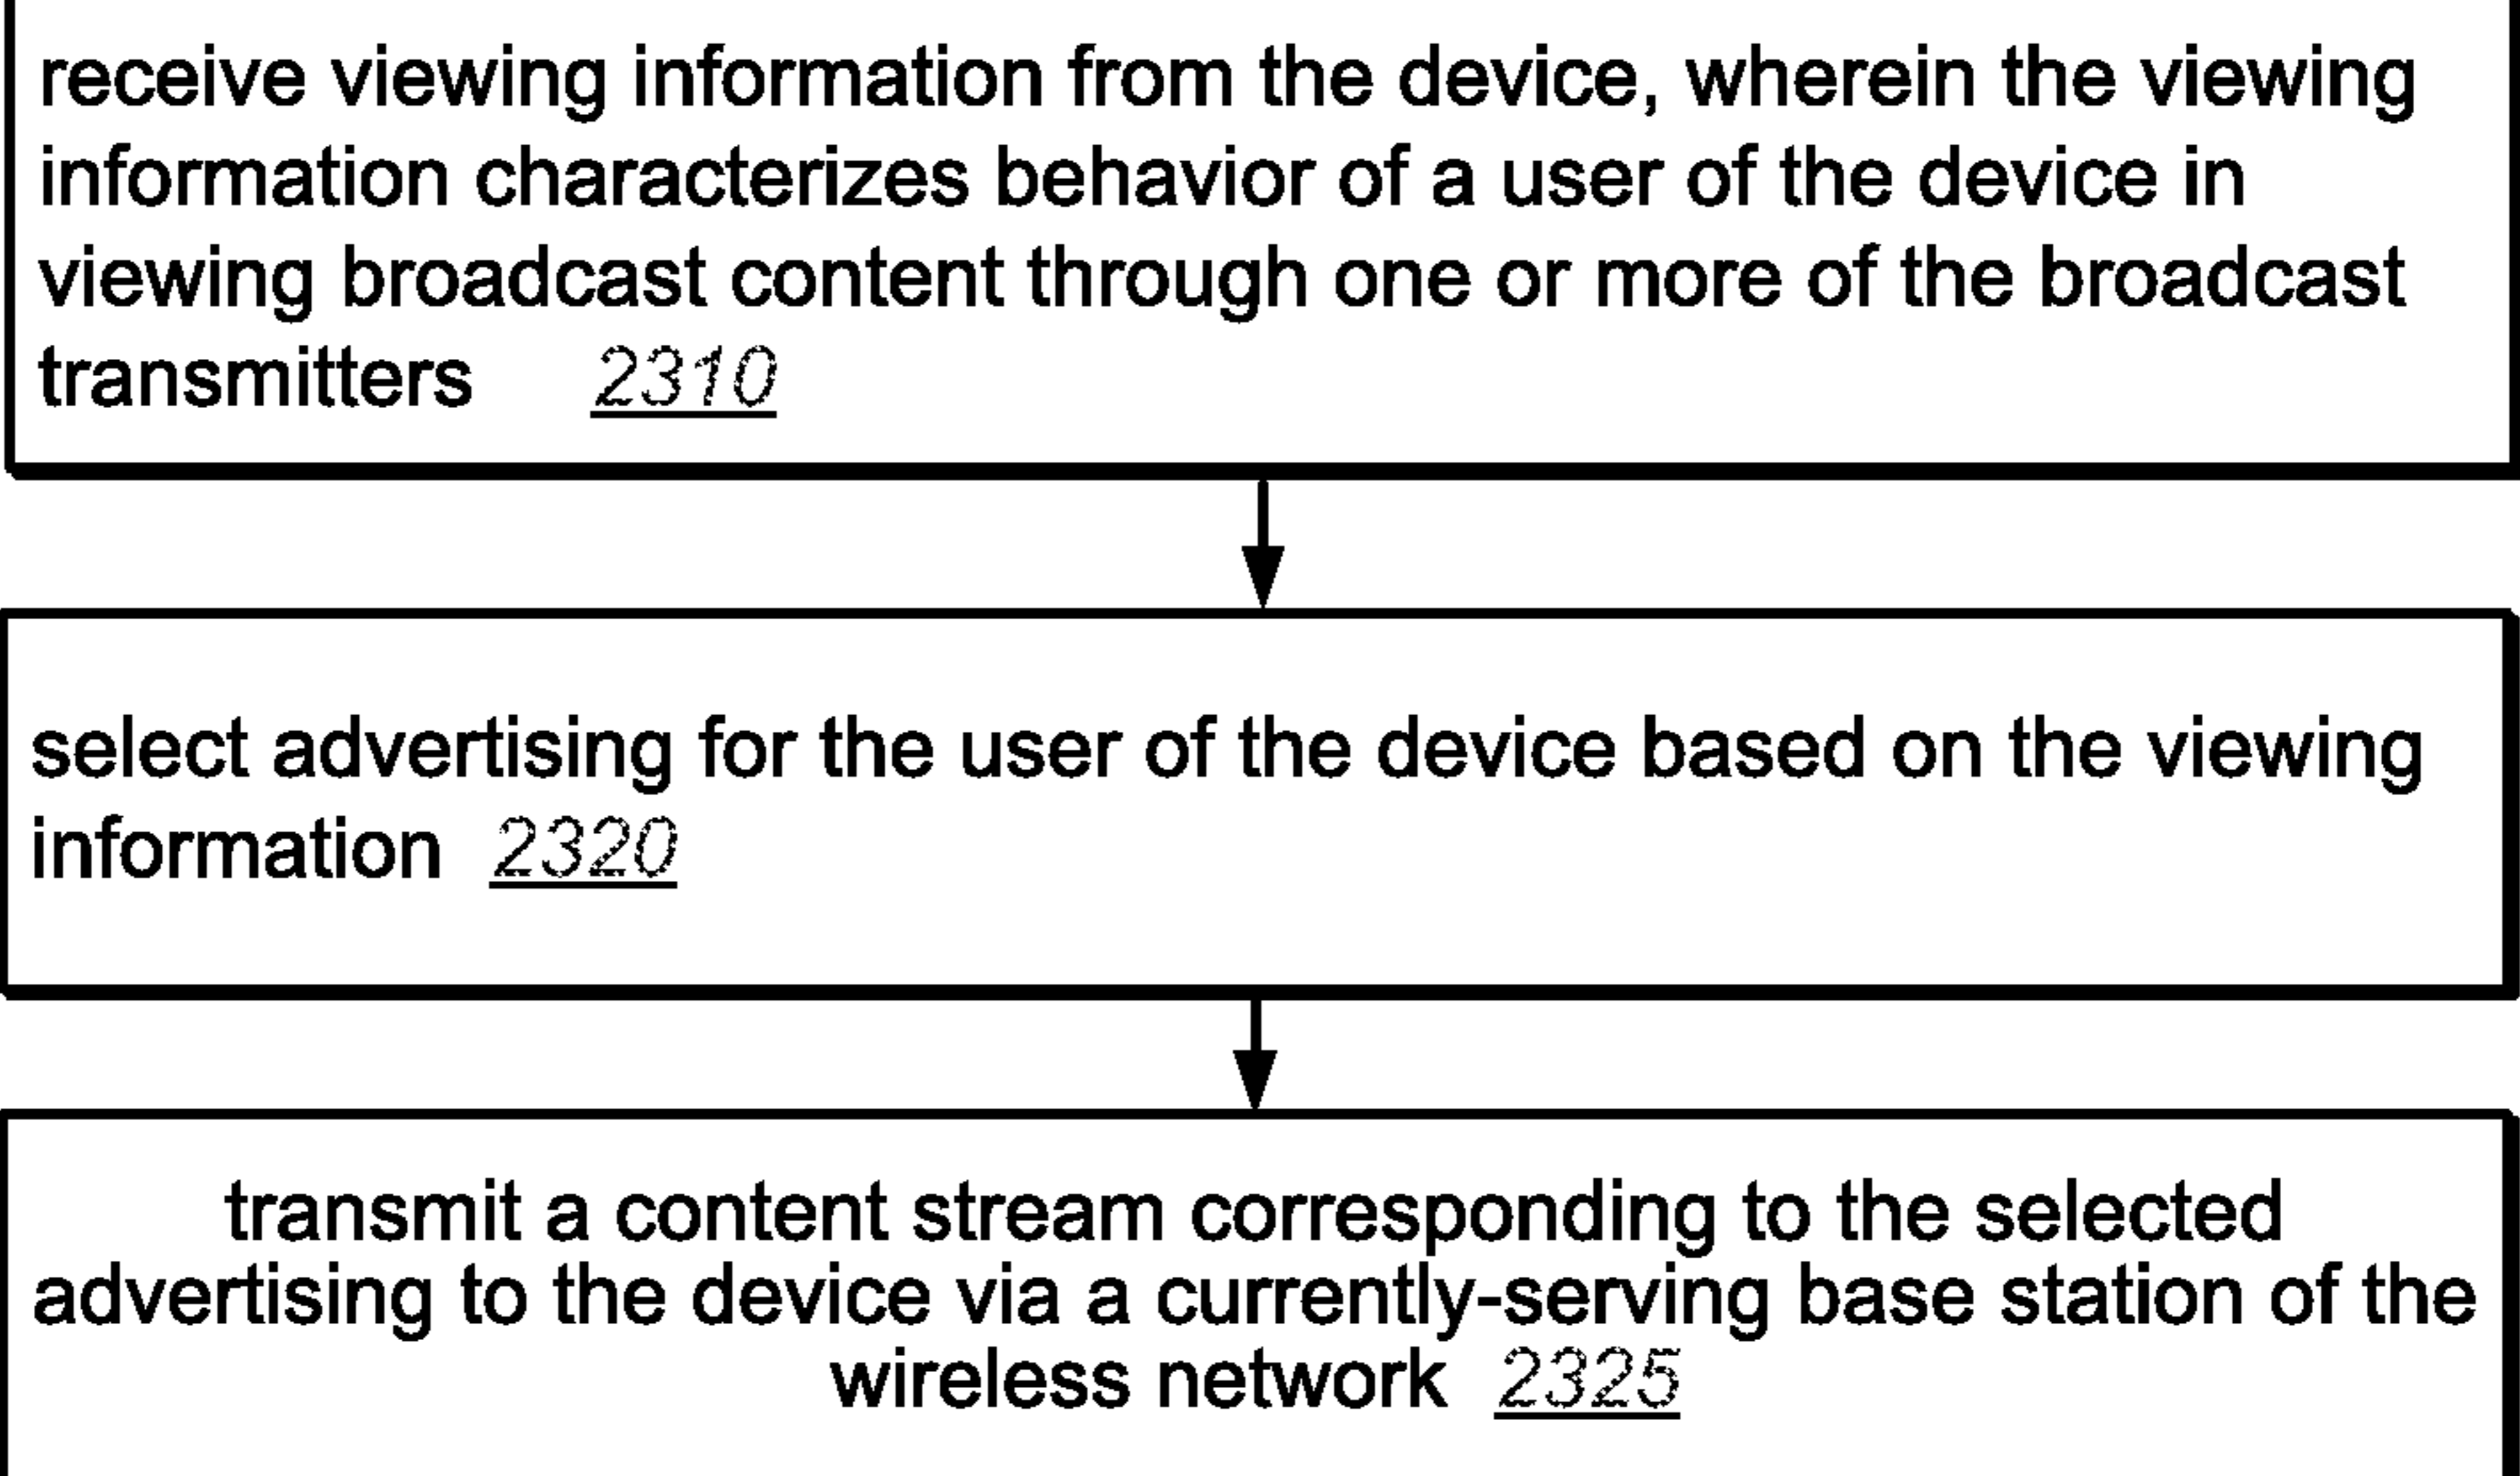 receive viewing information from the device, wherein the viewing
information characterizes behavior of a user of the device in
viewing broadcast content through one or more of the broadcast
transmitters 2310
select advertising for the user of the device based on the viewing
information 2320
transmit a content stream corresponding to the selected
advertising to the device via a currently-serving base station of the
wireless network 2325